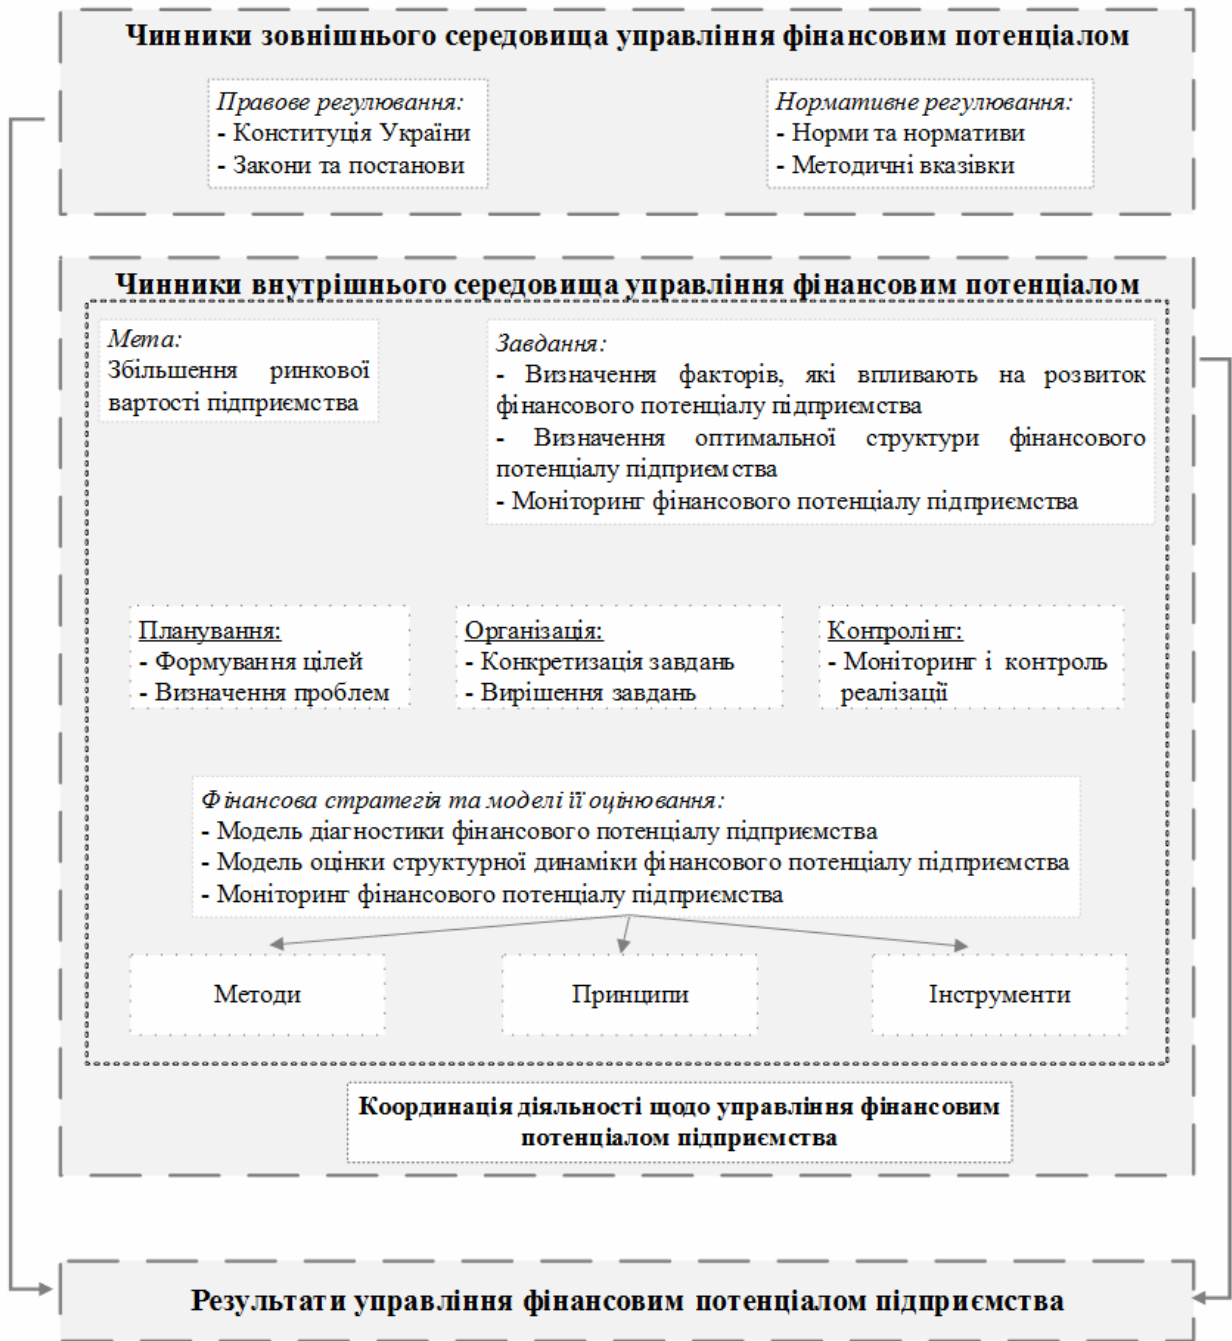 Чинники зовнішнього середовища управління фінансовим потенціалом
Правове регулювання:
- Конституція України
- Закони та постанови
Нормативне регулювання:
- Норми та нормативи
- Методичні вказівки
Чинники внутрішнього середовища управління фінансовим потенціалом
Мета:
Збільшення ринкової
вартості підприємства
Завдання:
- Визначення факторів, які впливають на розвиток
фінансового потенціалу підприємства
- Визначення оптимальної структури фінансового
потенціалу підприємства
- Моніторинг фінансового потенціалу підприємства
Планування:
- Формування цілей
- Визначення проблем
Організація:
- Конкретизація завдань
- Вирішення завдань
Контролінг:
- Моніторинг і контроль
реалізації
Фінансова стратегія та моделі її оцінювання:
- Модель діагностики фінансового потенціалу підприємства
- Модель оцінки структурної динаміки фінансового потенціалу підприємства
- Моніторинг фінансового потенціалу підприємства
Методи
Принципи
Інструменти
Координація діяльності щодо управління фінансовим
потенціалом підприємства
Результати управління фінансовим потенціалом підприємства